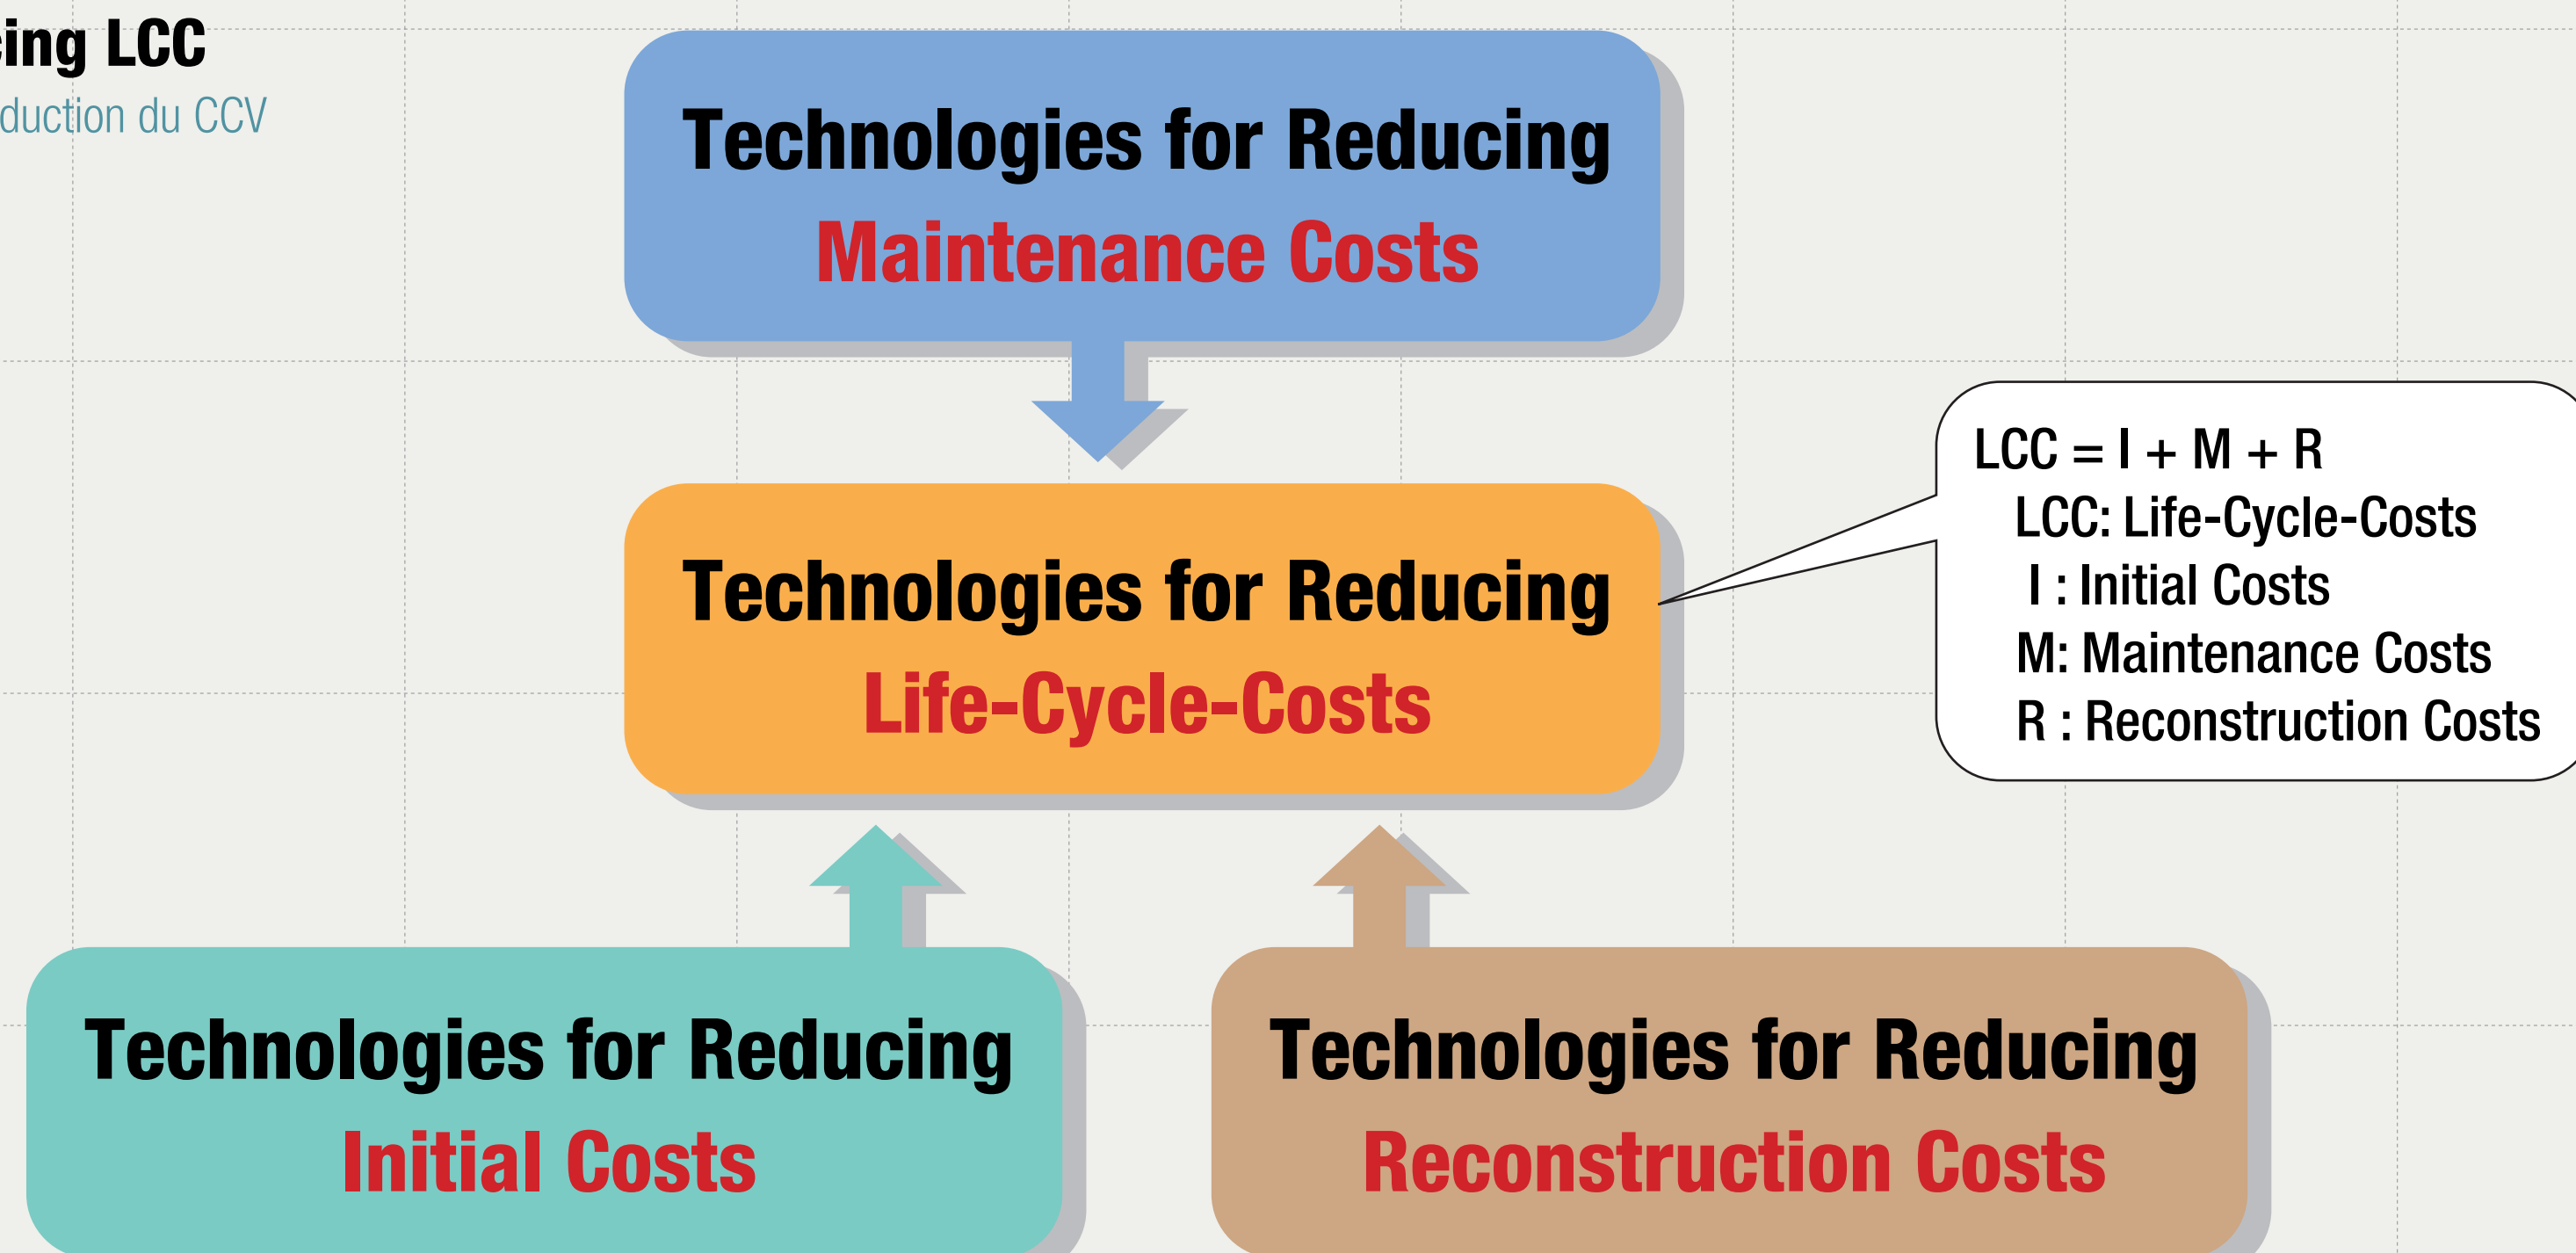 ing LCC
duction du CCV
Technologies for Reducing
Maintenance Costs
Technologies for Reducing
Life-Cycle-Costs
LCC = I + M + R
LCC: Life-Cycle-Costs
I : Initial Costs
M: Maintenance Costs
R : Reconstruction Costs
Technologies for Reducing
Initial Costs
Technologies for Reducing
Reconstruction Costs